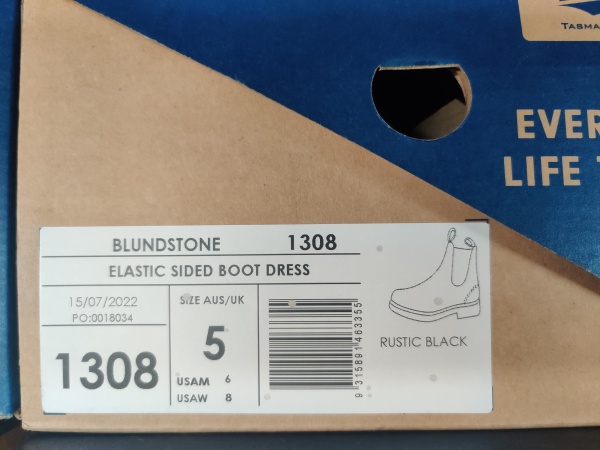 TASMA
EVER
LIFE
BLUNDSTONE 1308
ELASTIC SIDED BOOT DRESS
15/07/2022
PO:0018034
1308
SIZE AUS/UK
5
USAM 6
USAW 8
9 315891 463355
RUSTIC BLACK